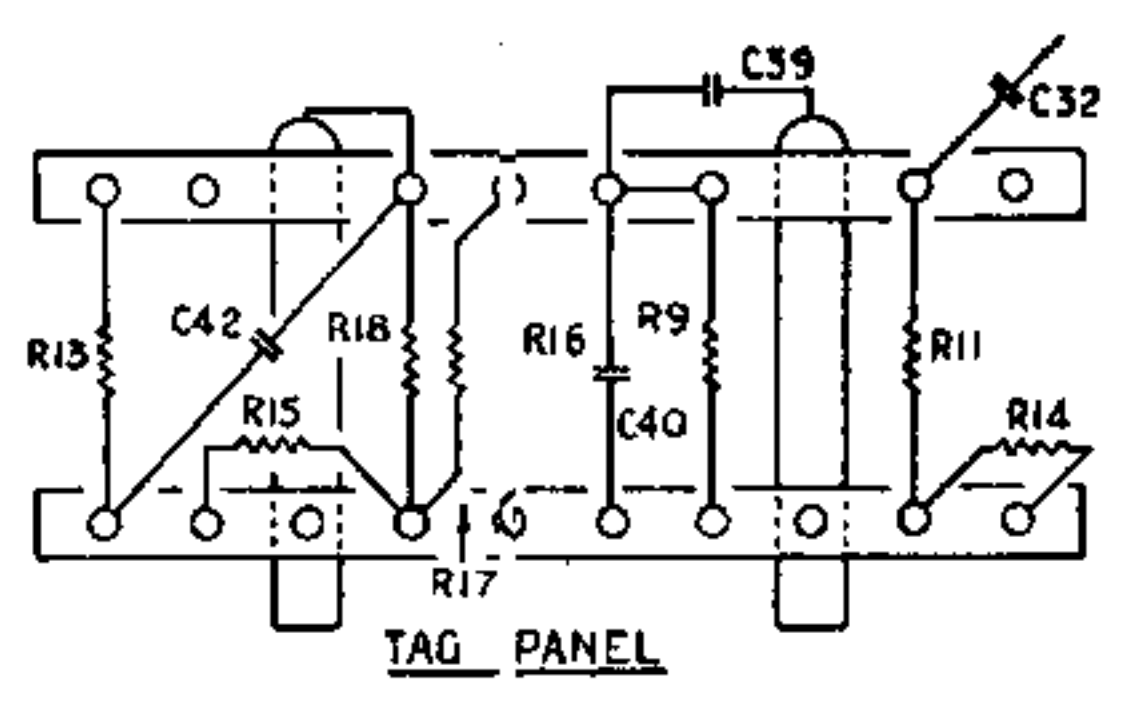 C39
C32
C42
R18
R16
R9
R13
R11
R15
C40
R14
R17
TAG PANEL